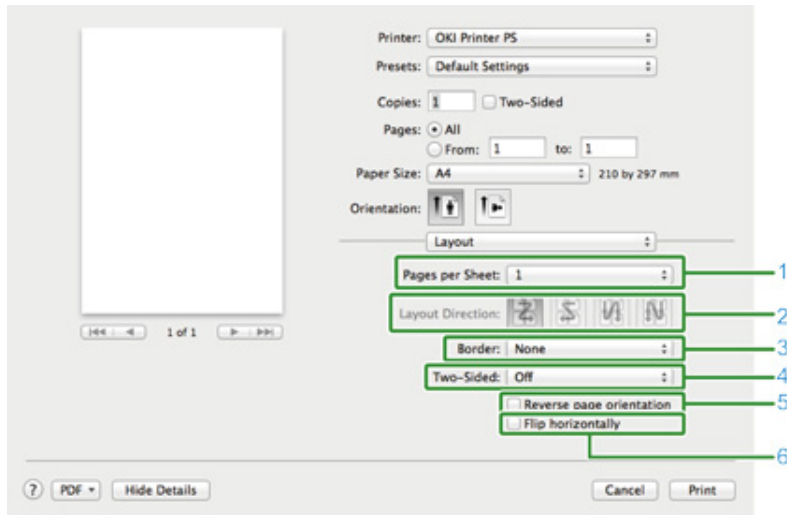 Printer: OKI Printer PS
Presets: Default Settings
Copies: 1 Two-Sided
Pages: All
From: 1 to: 1
Paper Size: A4 210 by 297 mm
Orientation:
Layout
Pages per Sheet: 1 1
Layout Direction: 2
1 of 1
Border: None 3
Two-Sided: Off 4
Reverse page orientation 5
Flip horizontally
6
? PDF Hide Details Cancel Print